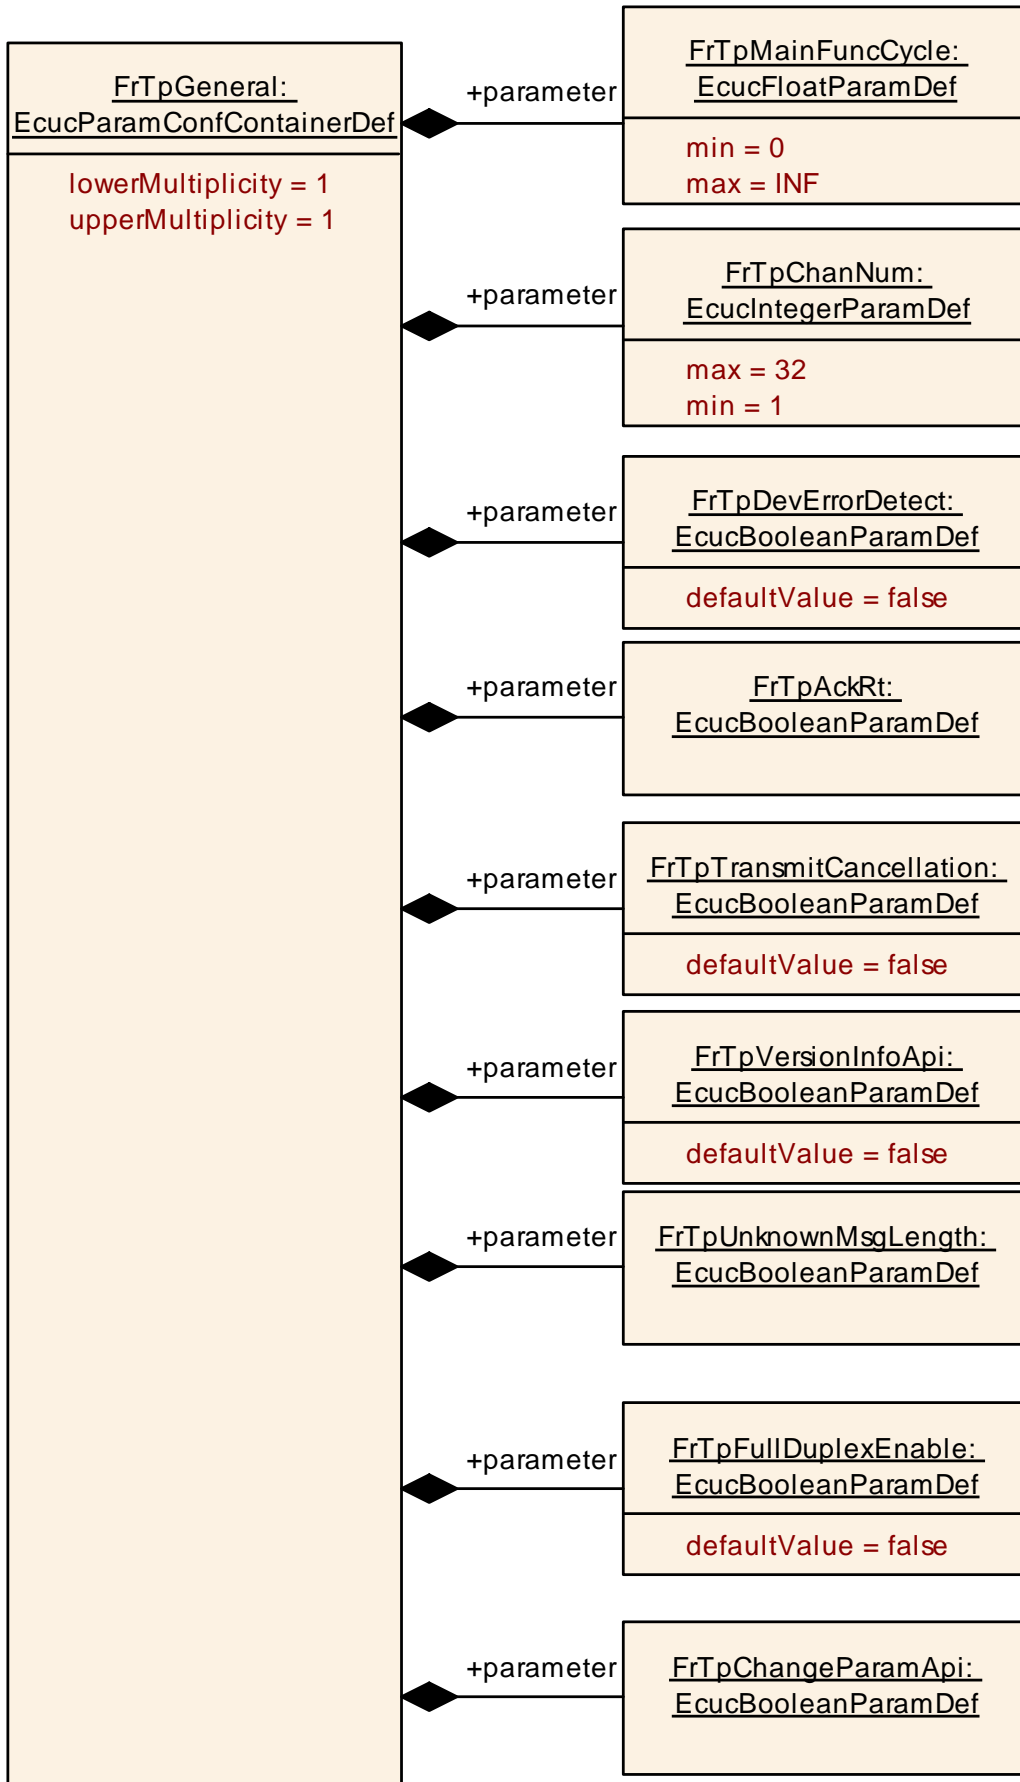 FrTpGeneral:
EcucParamConfContainerDef
lowerMultiplicity = 1
upperMultiplicity = 1
+parameter
FrTpMainFuncCycle:
EcucFloatParamDef
min = 0
max = INF
+parameter
FrTpChanNum:
EcucIntegerParamDef
max = 32
min = 1
+parameter
FrTpDevErrorDetect:
EcucBooleanParamDef
defaultValue = false
+parameter
FrTpAckRt:
EcucBooleanParamDef
+parameter
FrTpTransmitCancellation:
EcucBooleanParamDef
defaultValue = false
+parameter
FrTpVersionInfoApi:
EcucBooleanParamDef
defaultValue = false
+parameter
FrTpUnknownMsgLength:
EcucBooleanParamDef
+parameter
FrTpFullDuplexEnable:
EcucBooleanParamDef
defaultValue = false
+parameter
FrTpChangeParamApi:
EcucBooleanParamDef